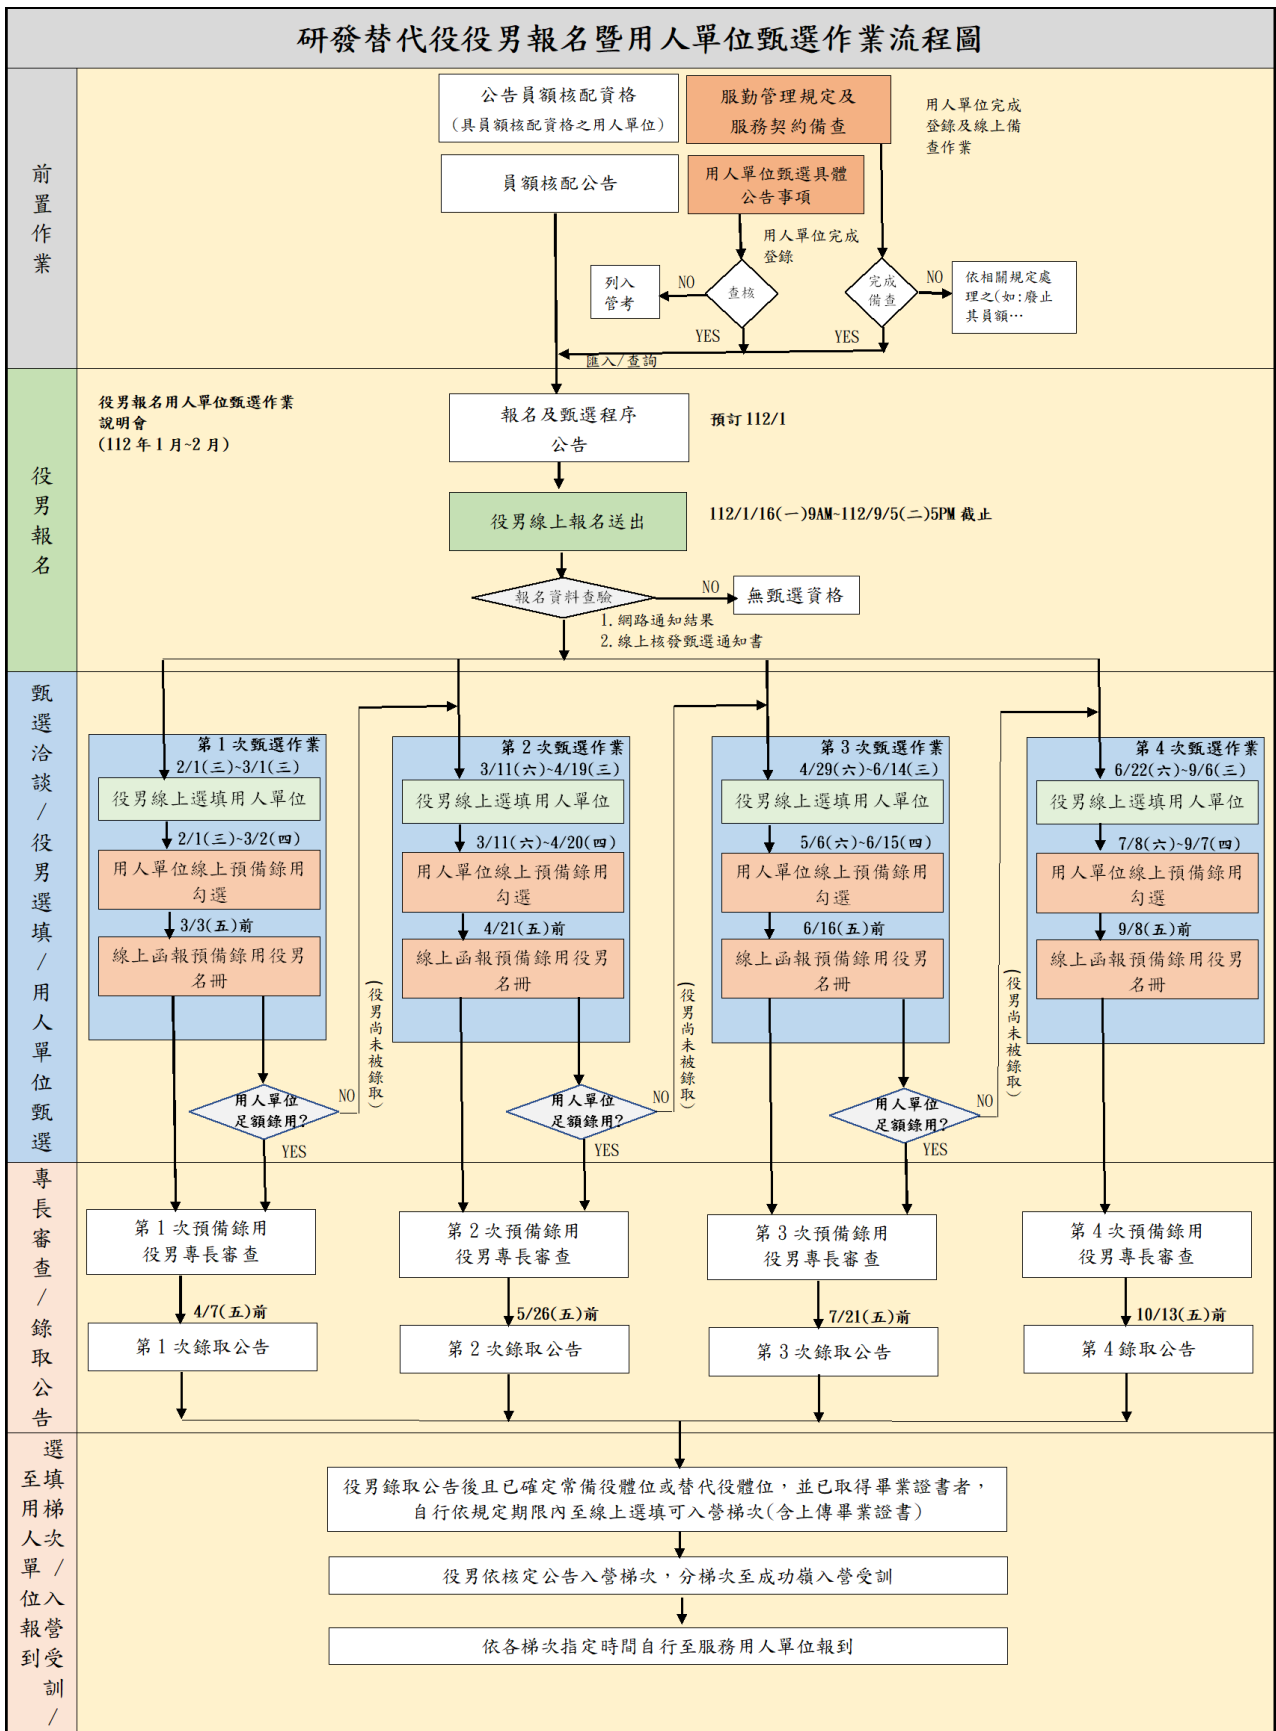 研發替代役役男報名暨用人單位甄選作業流程圖
前置作業
公告員額核配資格
(具員額核配資格之用人單位)
服勤管理規定及
服務契約備查
用人單位完成
登錄及線上備
查作業
員額核配公告
用人單位甄選具體
公告事項
用人單位完成
登錄
列入
管考
NO
查核
完成
備查
NO
依相關規定處
理之(如:廢止
其員額…
YES
YES
匯入/查詢
役男報名
役男報名用人單位甄選作業
說明會
(112年1月~2月)
報名及甄選程序
公告
預訂112/1
役男線上報名送出
112/1/16(一)9AM~112/9/5(二)5PM 截止
報名資料查驗
NO
無甄選資格
1.網路通知結果
2.線上核發甄選通知書
甄選洽談/役男選填/用人單位甄選
第1次甄選作業
2/1(三)~3/1(三)
役男線上選填用人單位
2/1(三)~3/2(四)
用人單位線上預備錄用
勾選
3/3(五)前
線上函報預備錄用役男
名冊
用人單位
足額錄用?
NO
YES
(役男尚未被錄取)
第2次甄選作業
3/11(六)~4/19(三)
役男線上選填用人單位
3/11(六)~4/20(四)
用人單位線上預備錄用
勾選
4/21(五)前
線上函報預備錄用役男
名冊
用人單位
足額錄用?
NO
YES
(役男尚未被錄取)
第3次甄選作業
4/29(六)~6/14(三)
役男線上選填用人單位
5/6(六)~6/15(四)
用人單位線上預備錄用
勾選
6/16(五)前
線上函報預備錄用役男
名冊
用人單位
足額錄用?
NO
YES
(役男尚未被錄取)
第4次甄選作業
6/22(六)~9/6(三)
役男線上選填用人單位
7/8(六)~9/7(四)
用人單位線上預備錄用
勾選
9/8(五)前
線上函報預備錄用役男
名冊
專長審查/錄取公告
第1次預備錄用
役男專長審查
4/7(五)前
第1次錄取公告
第2次預備錄用
役男專長審查
5/26(五)前
第2次錄取公告
第3次預備錄用
役男專長審查
7/21(五)前
第3次錄取公告
第4次預備錄用
役男專長審查
10/13(五)前
第4錄取公告
選填梯次/入營受訓/
至用人單位報到
役男錄取公告後且已確定常備役體位或替代役體位，並已取得畢業證書者，
自行依規定期限內至線上選填可入營梯次(含上傳畢業證書)
役男依核定公告入營梯次，分梯次至成功嶺入營受訓
依各梯次指定時間自行至服務用人單位報到